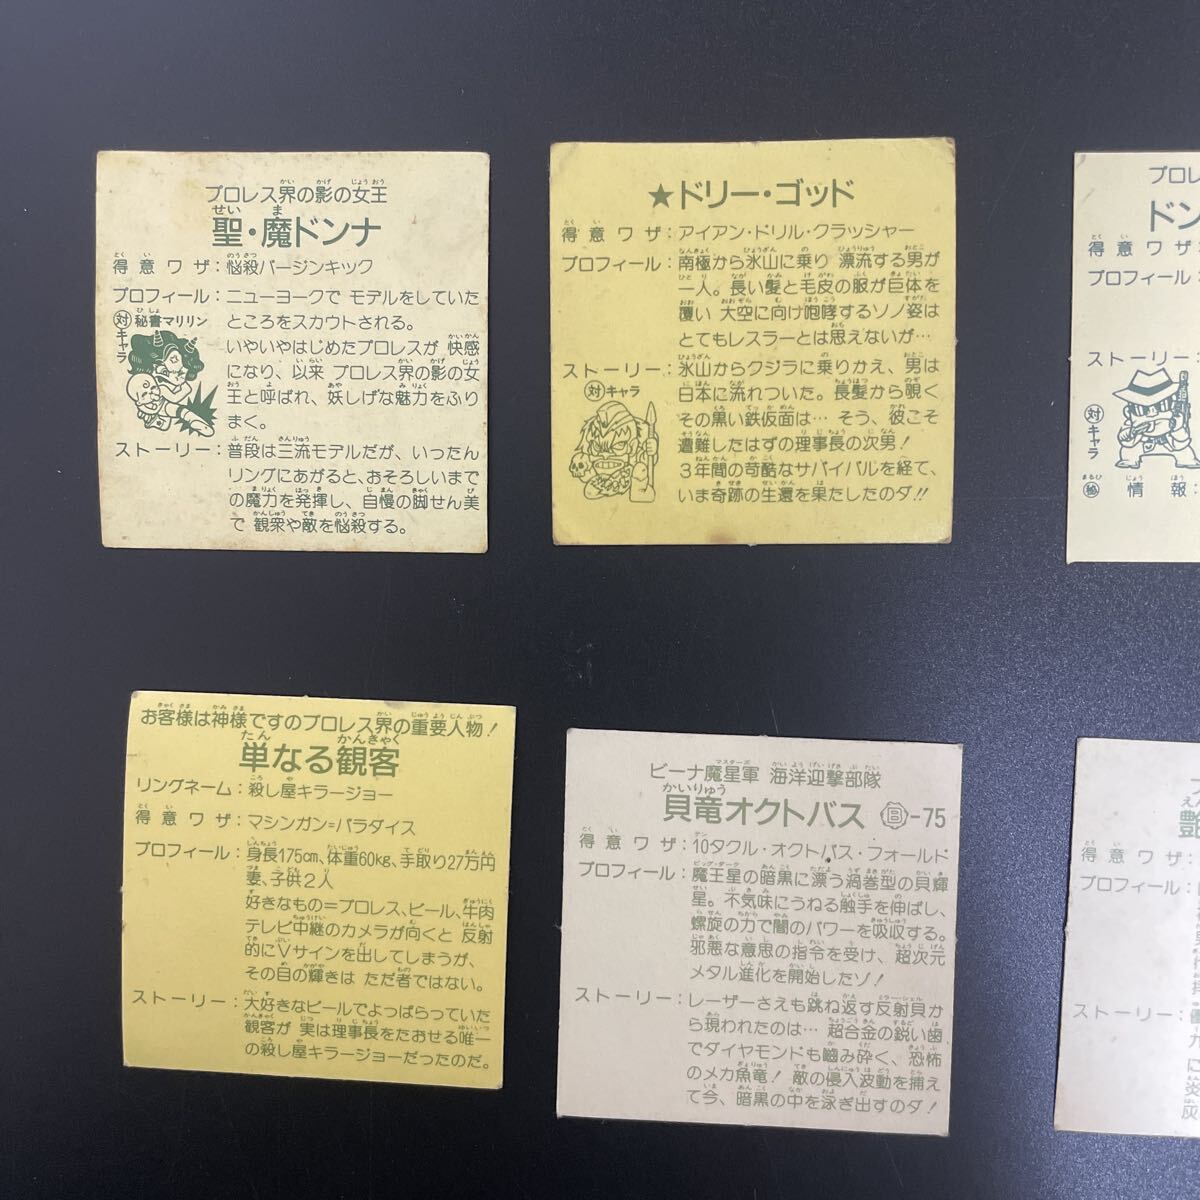 プロレス界の影の女王
聖・魔ドンナ
得意ワザ：悩殺バージンキック
プロフィール：ニューヨークで モデルをしていた
ところをスカウトされる。
いやいやはじめたプロレスが 快感
になり、以来 プロレス界の影の女
王と呼ばれ、妖しげな魅力をふり
まく。
対キャラ
秘書マリリン
ストーリー：普段は三流モデルだが、いったん
リングにあがると、おそろしいまで
の魔力を発揮し、自慢の脚せん美
で 観衆や敵を悩殺する。
★ドリー・ゴッド
得意ワザ：アイアン・ドリル・クラッシャー
プロフィール：南極から氷山に乗り 漂流する男が
一人。長い髪と毛皮の服が巨体を
覆い 大空に向け咆哮するソノ姿は
とてもレスラーとは思えないが…
ストーリー：氷山からクジラに乗りかえ、男は
日本に流れついた。長髪から覗く
その黒い鉄仮面は… そう、彼こそ
遭難したはずの理事長の次男！
3年間の苛酷なサバイバルを経て、
いま奇跡の生還を果たしたのダ!!
対キャラ
プロレ
ドン
得意ワザ：
プロフィール：
ストーリー：
対キャラ
㊙情報：
お客様は神様ですのプロレス界の重要人物！
単なる観客
リングネーム：殺し屋キラージョー
得意ワザ：マシンガン＝パラダイス
プロフィール：身長175cm、体重60kg、手取り27万円
妻、子供2人
好きなもの＝プロレス、ビール、牛肉
テレビ中継のカメラが向くと 反射
的にVサインを出してしまうが、
その目の輝きは ただ者ではない。
ストーリー：大好きなビールでよっぱらっていた
観客が 実は理事長をたおせる唯一
の殺し屋キラージョーだったのだ。
ビーナ魔星軍 海洋迎撃部隊
貝竜オクトバス Ⓑ-75
得意ワザ：10タクル・オクトパス・フォールド
プロフィール：魔王星の暗黒に漂う渦巻型の貝輝
星。不気味にうねる触手を伸ばし、
螺旋の力で闇のパワーを吸収する。
邪悪な意思の指令を受け、超次元
メタル進化を開始したソ！
ストーリー：レーザーさえも跳ね返す反射貝か
ら現われたのは… 超合金の鋭い歯
でダイヤモンドも嚙み砕く、恐怖
のメカ魚竜！ 敵の侵入波動を捕え
て今、暗黒の中を泳ぎ出すのダ！
艶
得意ワザ：
プロフィール：
ストーリー：
九
に
炎
灰